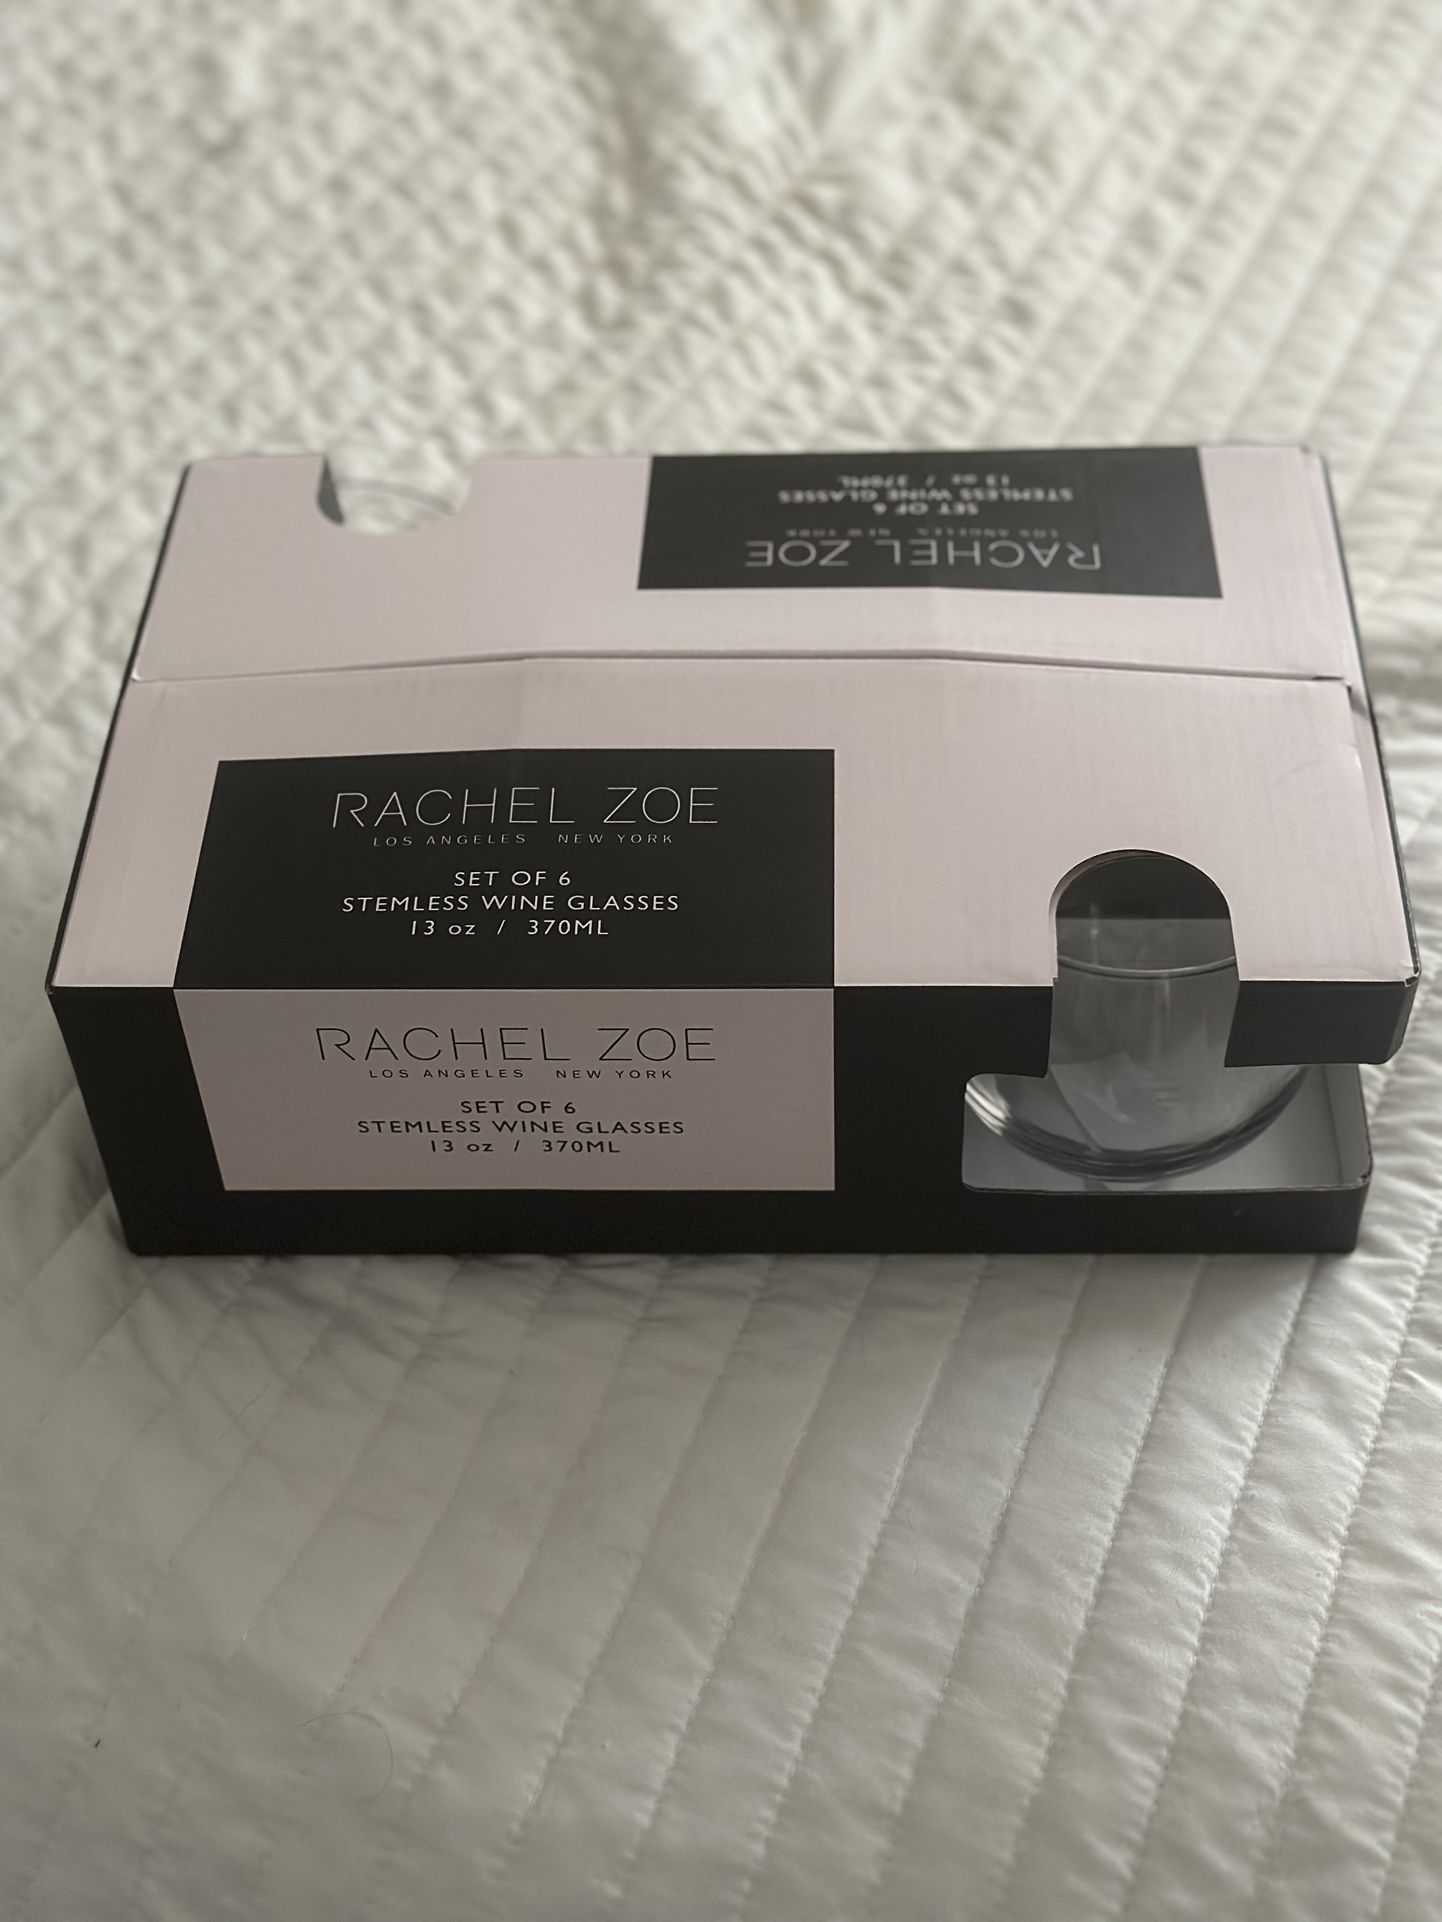 RACHEL ZOE
LOS ANGELES NEW YORK
SET OF 6
STEMLESS WINE GLASSES
13 oz / 370ML
RACHEL ZOE
LOS ANGELES NEW YORK
SET OF 6
STEMLESS WINE GLASSES
13 oz / 370ML
RACHEL ZOE
LOS ANGELES NEW YORK
SET OF 6
STEMLESS WINE GLASSES
13 oz / 370ML